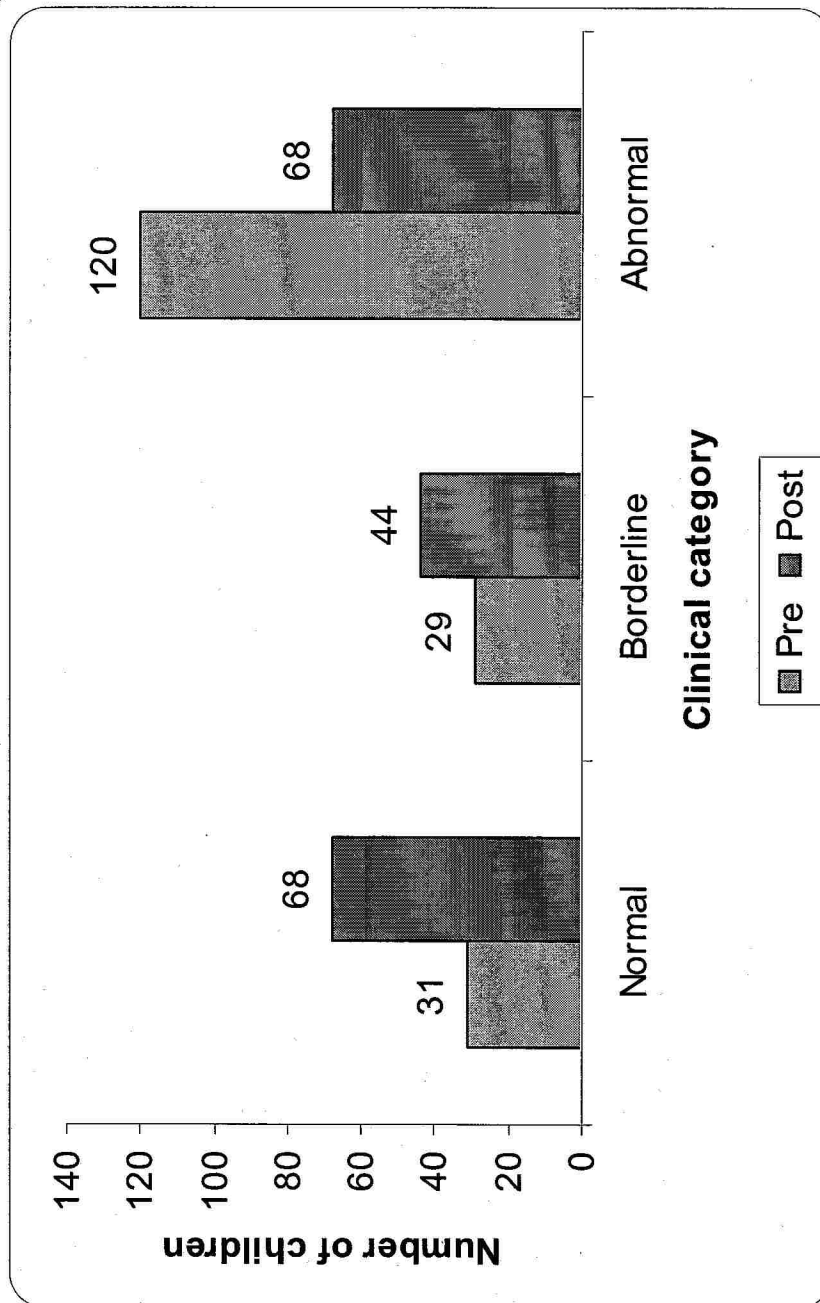 Number of children
140
120
100
80
60
40
20
0
31
68
29
44
120
68
Normal
Borderline
Abnormal
Clinical category
Pre
Post